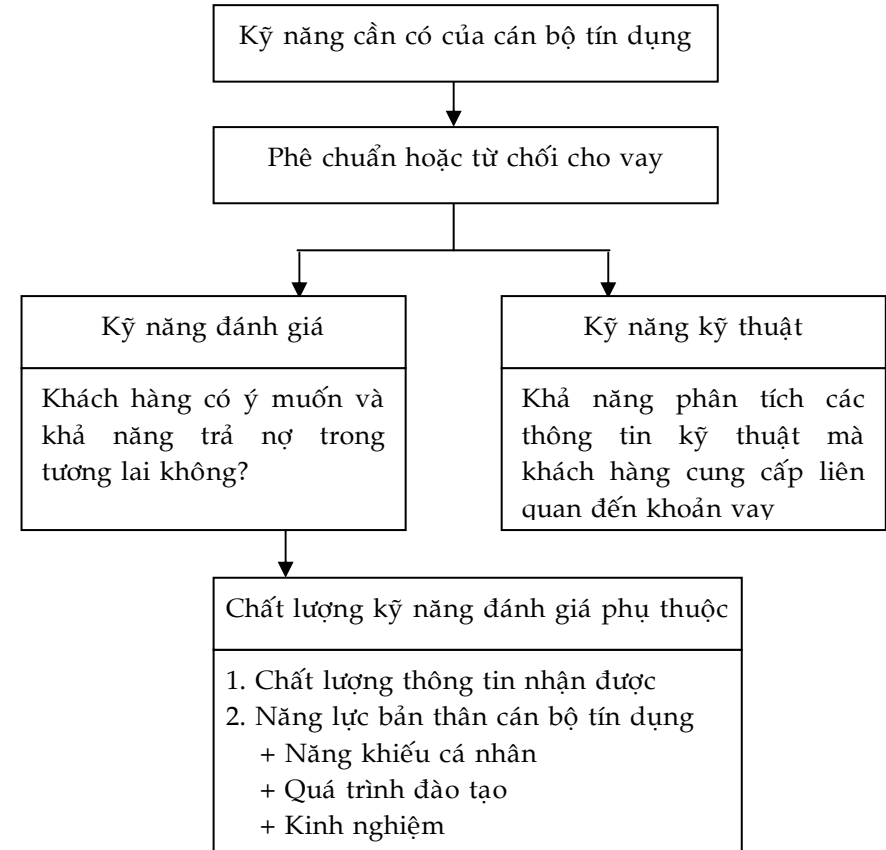 Kỹ năng cần có của cán bộ tín dụng
Phê chuẩn hoặc từ chối cho vay
Kỹ năng đánh giá
Khách hàng có ý muốn và
khả năng trả nợ trong
tương lai không?
Kỹ năng kỹ thuật
Khả năng phân tích các
thông tin kỹ thuật mà
khách hàng cung cấp liên
quan đến khoản vay
Chất lượng kỹ năng đánh giá phụ thuộc
1. Chất lượng thông tin nhận được
2. Năng lực bản thân cán bộ tín dụng
+ Năng khiếu cá nhân
+ Quá trình đào tạo
+ Kinh nghiệm